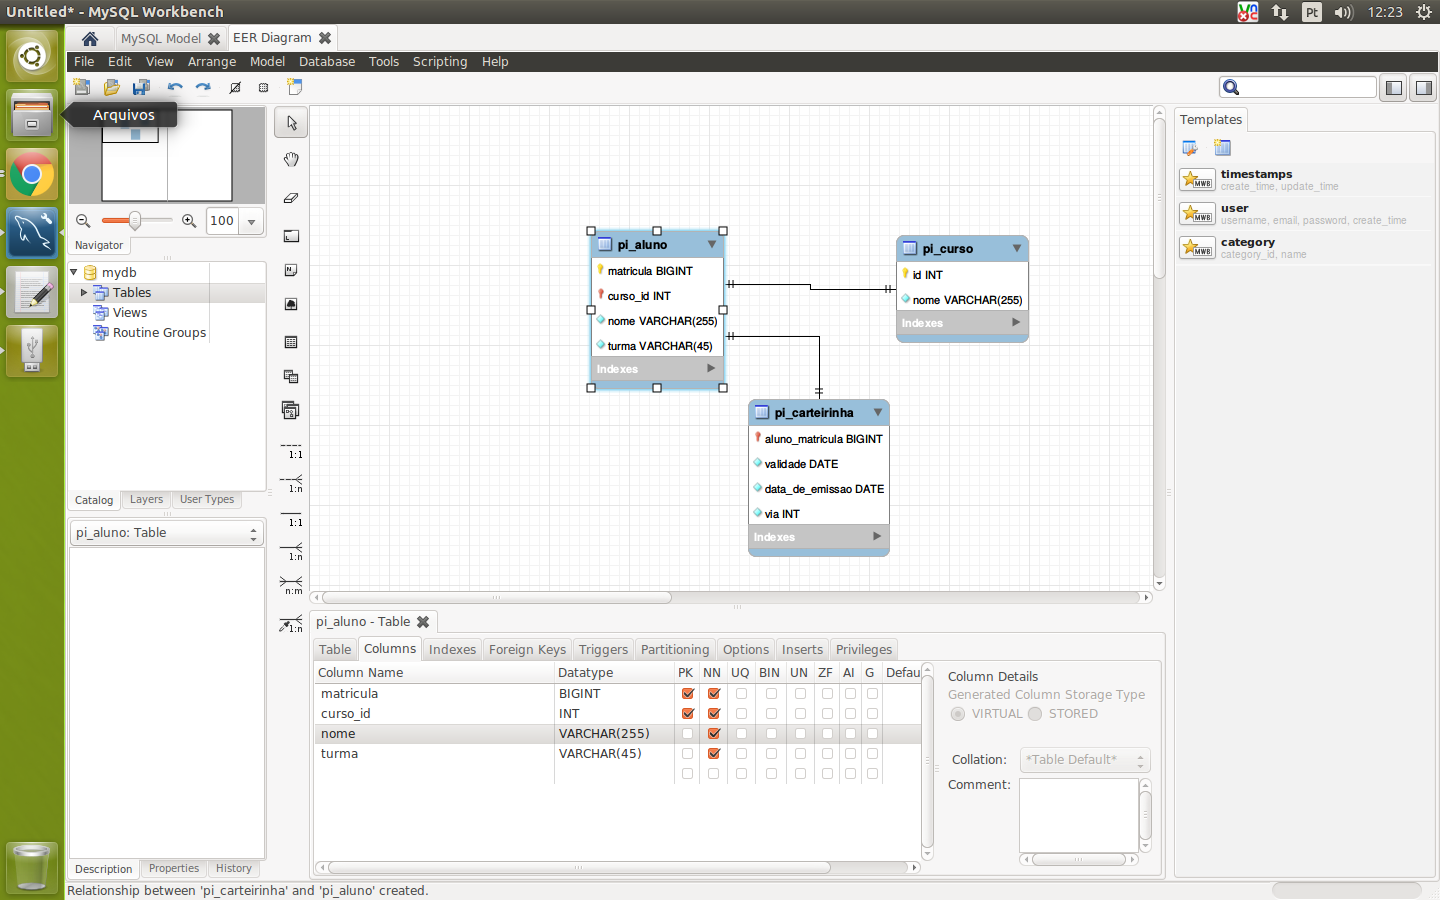 Untitled* - MySQL Workbench
Pt
12:23
MySQL Model
EER Diagram
File Edit View Arrange Model Database Tools Scripting Help
Arquivos
100
Navigator
mydb
Tables
Views
Routine Groups
Catalog Layers User Types
pi_aluno: Table
Description Properties History
1:1
1:n
1:1
1:n
n:m
1:n
pi_aluno
matricula BIGINT
curso_id INT
nome VARCHAR(255)
turma VARCHAR(45)
Indexes
pi_curso
id INT
nome VARCHAR(255)
Indexes
pi_carteirinha
aluno_matricula BIGINT
validade DATE
data_de_emissao DATE
via INT
Indexes
Templates
MWB
timestamps
create_time, update_time
MWB
user
username, email, password, create_time
MWB
category
category_id, name
pi_aluno - Table
Table Columns Indexes Foreign Keys Triggers Partitioning Options Inserts Privileges
Column Name Datatype PK NN UQ BIN UN ZF AI G Defau
matricula BIGINT
curso_id INT
nome VARCHAR(255)
turma VARCHAR(45)
Column Details
Generated Column Storage Type
VIRTUAL STORED
Collation: *Table Default*
Comment:
Relationship between 'pi_carteirinha' and 'pi_aluno' created.